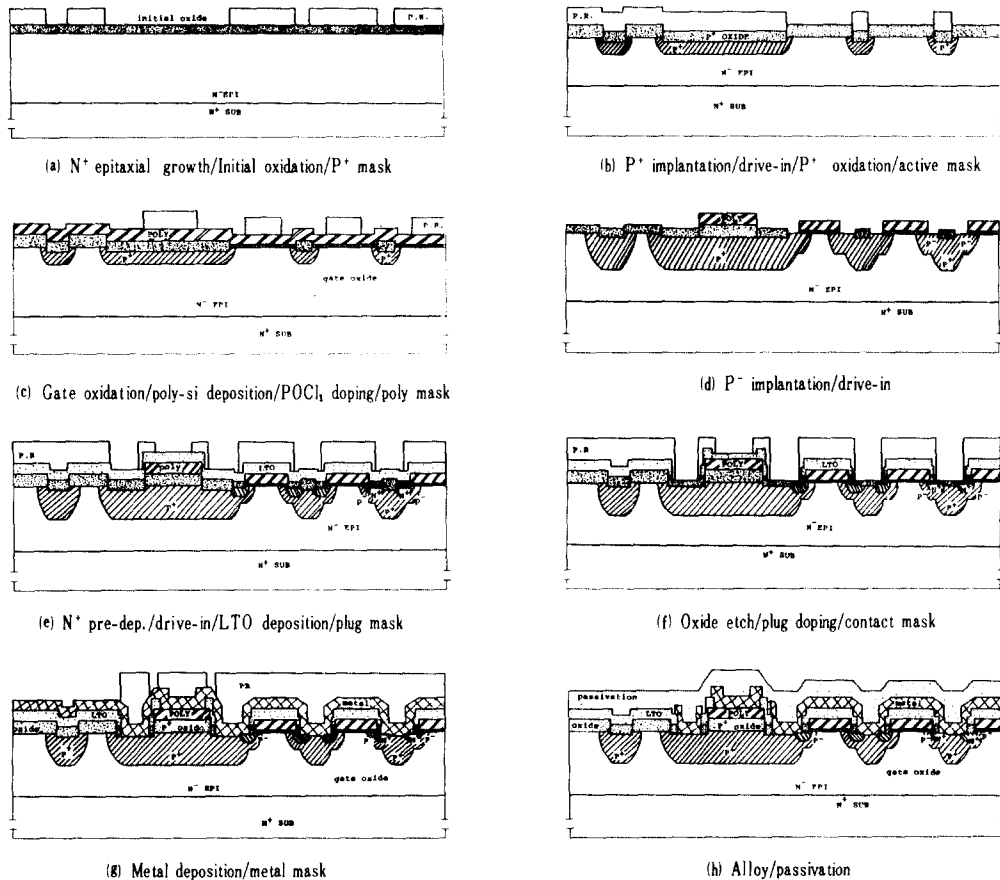 initial oxide
P.R.
N⁻EPI
N⁺ SUB
(a) N⁺ epitaxial growth/Initial oxidation/P⁺ mask
P.R.
P⁺ OXIDE
P⁺
P⁺
N⁻ EPI
N⁺ SUB
(b) P⁺ implantation/drive-in/P⁺ oxidation/active mask
P.R.
POLY
P⁺
P⁺
gate oxide
N⁻ EPI
N⁺ SUB
(c) Gate oxidation/poly-si deposition/POCl₃ doping/poly mask
POLY
P⁺
P⁻
P⁻
P⁺
N⁻ EPI
N⁺ SUB
(d) P⁻ implantation/drive-in
P.R
poly
LTO
P⁺
P⁻
P⁺
N⁻ EPI
N⁺ SUB
(e) N⁺ pre-dep./drive-in/LTO deposition/plug mask
P.R
POLY
LTO
P⁻
P⁺
P⁻
N⁻EPI
N⁺ SUB
(f) Oxide etch/plug doping/contact mask
PR
metal
LTO
POLY
oxide
P⁺ oxide
P⁺
P⁺
P⁻
P⁺
gate oxide
N⁻ EPI
N⁺ SUB
(g) Metal deposition/metal mask
passivation
metal
oxide
LTO
POLY
P⁺ oxide
P⁺
P⁺
P⁻
P⁺
gate oxide
N⁻ EPI
N⁺ SUB
(h) Alloy/passivation